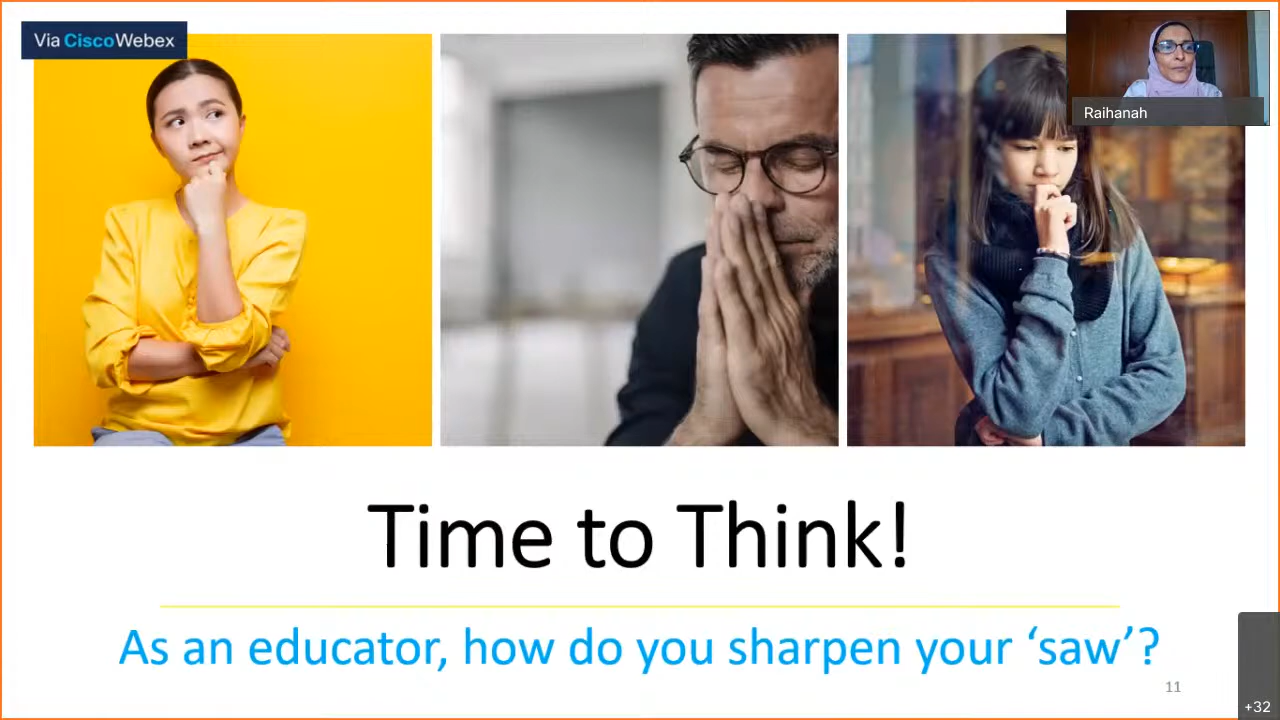 Via CiscoWebex
Raihanah
Time to Think!
As an educator, how do you sharpen your ‘saw’?
11
+32